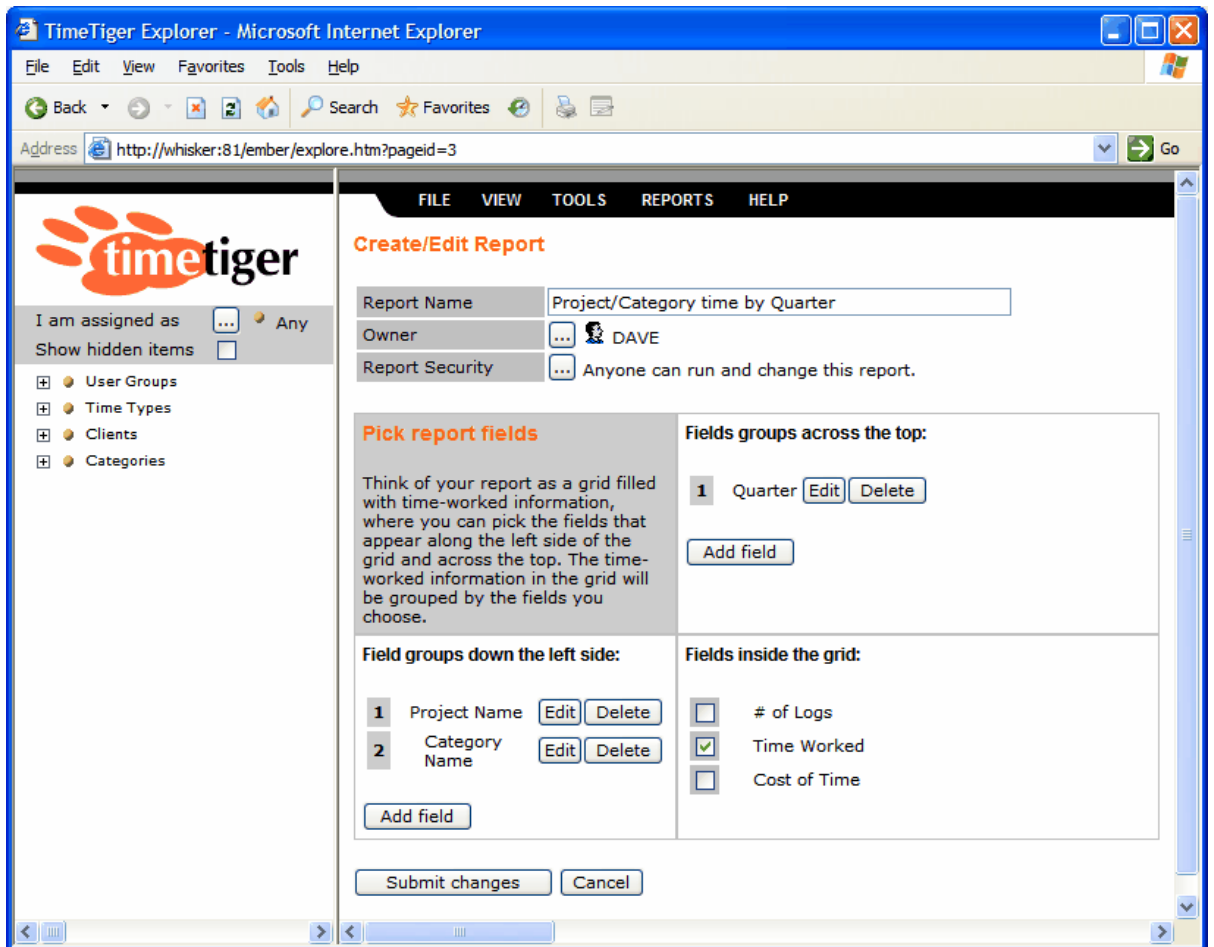 TimeTiger Explorer - Microsoft Internet Explorer
File Edit View Favorites Tools Help
Back Search Favorites
Address http://whisker:81/ember/explore.htm?pageid=3 Go
timetiger
I am assigned as ... Any
Show hidden items
User Groups
Time Types
Clients
Categories
FILE VIEW TOOLS REPORTS HELP
Create/Edit Report
Report Name Project/Category time by Quarter
Owner ... DAVE
Report Security ... Anyone can run and change this report.
Pick report fields
Think of your report as a grid filled
with time-worked information,
where you can pick the fields that
appear along the left side of the
grid and across the top. The time-
worked information in the grid will
be grouped by the fields you
choose.
Fields groups across the top:
1 Quarter Edit Delete
Add field
Field groups down the left side:
1 Project Name Edit Delete
2 Category
Name Edit Delete
Add field
Fields inside the grid:
# of Logs
Time Worked
Cost of Time
Submit changes Cancel